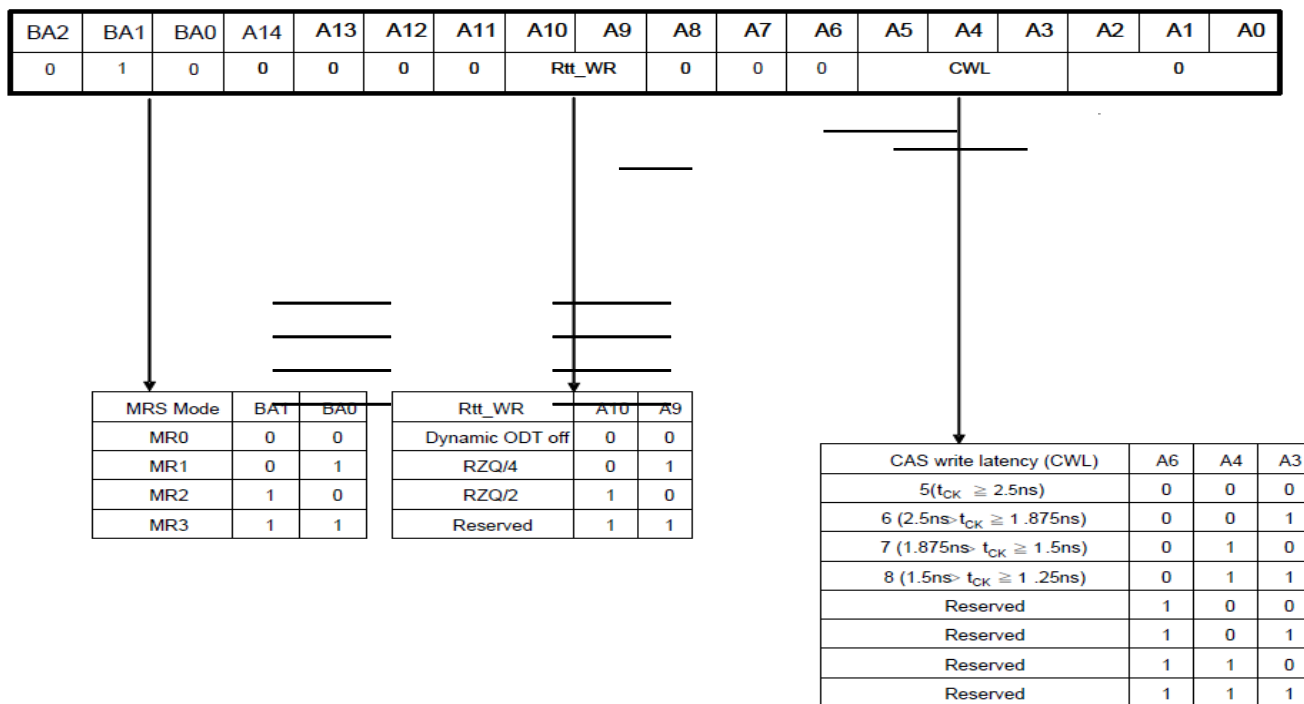 BA2 BA1 BA0 A14 A13 A12 A11 A10 A9 A8 A7 A6 A5 A4 A3 A2 A1 A0
0 1 0 0 0 0 0 Rtt_WR 0 0 0 CWL 0
MRS Mode BA1 BA0
MR0 0 0
MR1 0 1
MR2 1 0
MR3 1 1
Rtt_WR A10 A9
Dynamic ODT off 0 0
RZQ/4 0 1
RZQ/2 1 0
Reserved 1 1
CAS write latency (CWL) A6 A4 A3
5(tCK ≧ 2.5ns) 0 0 0
6 (2.5ns> tCK ≧ 1 .875ns) 0 0 1
7 (1.875ns> tCK ≧ 1.5ns) 0 1 0
8 (1.5ns> tCK ≧ 1 .25ns) 0 1 1
Reserved 1 0 0
Reserved 1 0 1
Reserved 1 1 0
Reserved 1 1 1